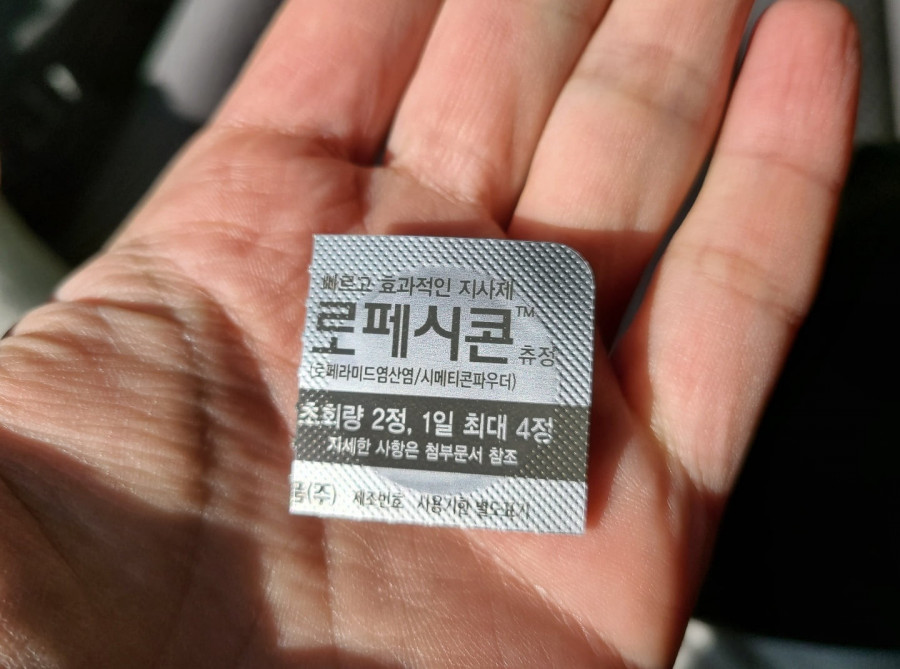 빠르고 효과적인 지사제
로페시콘™ 츄정
(로페라미드염산염/시메티콘파우더)
초회량 2정, 1일 최대 4정
자세한 사항은 첨부문서 참조
(주) 제조번호 사용기한 별도표시